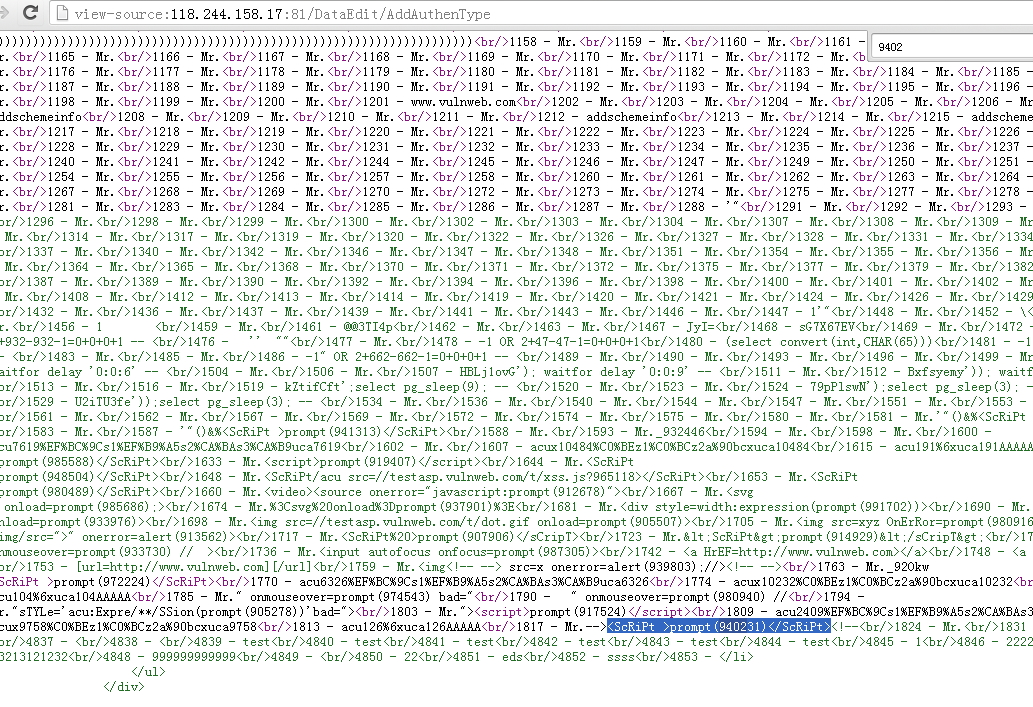 view-source:118.244.158.17:81/DataEdit/AddAuthenType
9402
))))))))))))))))))))))))))))))))))))))))))))))))))))))))))))<br/>1158 - Mr.<br/>1159 - Mr.<br/>1160 - Mr.<br/>1161 -
r.<br/>1165 - Mr.<br/>1166 - Mr.<br/>1167 - Mr.<br/>1168 - Mr.<br/>1169 - Mr.<br/>1170 - Mr.<br/>1171 - Mr.<br/>1172 - Mr.<b
r.<br/>1176 - Mr.<br/>1177 - Mr.<br/>1178 - Mr.<br/>1179 - Mr.<br/>1180 - Mr.<br/>1181 - Mr.<br/>1182 - Mr.<br/>1183 - Mr.<br/>1184 - Mr.<br/>1185 -
r.<br/>1187 - Mr.<br/>1188 - Mr.<br/>1189 - Mr.<br/>1190 - Mr.<br/>1191 - Mr.<br/>1192 - Mr.<br/>1193 - Mr.<br/>1194 - Mr.<br/>1195 - Mr.<br/>1196 -
r.<br/>1198 - Mr.<br/>1199 - Mr.<br/>1200 - Mr.<br/>1201 - www.vulnweb.com<br/>1202 - Mr.<br/>1203 - Mr.<br/>1204 - Mr.<br/>1205 - Mr.<br/>1206 - M
ddschemeinfo<br/>1208 - Mr.<br/>1209 - Mr.<br/>1210 - Mr.<br/>1211 - Mr.<br/>1212 - addschemeinfo<br/>1213 - Mr.<br/>1214 - Mr.<br/>1215 - addscheme
r.<br/>1217 - Mr.<br/>1218 - Mr.<br/>1219 - Mr.<br/>1220 - Mr.<br/>1221 - Mr.<br/>1222 - Mr.<br/>1223 - Mr.<br/>1224 - Mr.<br/>1225 - Mr.<br/>1226 -
r.<br/>1228 - Mr.<br/>1229 - Mr.<br/>1230 - Mr.<br/>1231 - Mr.<br/>1232 - Mr.<br/>1233 - Mr.<br/>1234 - Mr.<br/>1235 - Mr.<br/>1236 - Mr.<br/>1237 -
r.<br/>1240 - Mr.<br/>1241 - Mr.<br/>1242 - Mr.<br/>1244 - Mr.<br/>1245 - Mr.<br/>1246 - Mr.<br/>1247 - Mr.<br/>1249 - Mr.<br/>1250 - Mr.<br/>1251 -
r.<br/>1254 - Mr.<br/>1255 - Mr.<br/>1256 - Mr.<br/>1257 - Mr.<br/>1258 - Mr.<br/>1260 - Mr.<br/>1261 - Mr.<br/>1262 - Mr.<br/>1263 - Mr.<br/>1264 -
r.<br/>1267 - Mr.<br/>1268 - Mr.<br/>1269 - Mr.<br/>1270 - Mr.<br/>1272 - Mr.<br/>1273 - Mr.<br/>1274 - Mr.<br/>1275 - Mr.<br/>1277 - Mr.<br/>1278 -
r.<br/>1281 - Mr.<br/>1283 - Mr.<br/>1284 - Mr.<br/>1285 - Mr.<br/>1286 - Mr.<br/>1287 - Mr.<br/>1288 - '"<br/>1291 - Mr.<br/>1292 - Mr.<br/>1293 -
br/>1296 - Mr.<br/>1298 - Mr.<br/>1299 - Mr.<br/>1300 - Mr.<br/>1302 - Mr.<br/>1303 - Mr.<br/>1304 - Mr.<br/>1307 - Mr.<br/>1308 - Mr.<br/>1309 - Mr
 Mr.<br/>1314 - Mr.<br/>1317 - Mr.<br/>1319 - Mr.<br/>1320 - Mr.<br/>1322 - Mr.<br/>1326 - Mr.<br/>1327 - Mr.<br/>1328 - Mr.<br/>1331 - Mr.<br/>1334
br/>1337 - Mr.<br/>1340 - Mr.<br/>1342 - Mr.<br/>1346 - Mr.<br/>1347 - Mr.<br/>1348 - Mr.<br/>1351 - Mr.<br/>1354 - Mr.<br/>1355 - Mr.<br/>1356 - Mr
 Mr.<br/>1364 - Mr.<br/>1365 - Mr.<br/>1368 - Mr.<br/>1370 - Mr.<br/>1371 - Mr.<br/>1372 - Mr.<br/>1375 - Mr.<br/>1377 - Mr.<br/>1379 - Mr.<br/>1382
br/>1387 - Mr.<br/>1389 - Mr.<br/>1390 - Mr.<br/>1392 - Mr.<br/>1394 - Mr.<br/>1396 - Mr.<br/>1398 - Mr.<br/>1400 - Mr.<br/>1401 - Mr.<br/>1402 - Mr
 Mr.<br/>1408 - Mr.<br/>1412 - Mr.<br/>1413 - Mr.<br/>1414 - Mr.<br/>1419 - Mr.<br/>1420 - Mr.<br/>1421 - Mr.<br/>1424 - Mr.<br/>1426 - Mr.<br/>1428
br/>1432 - Mr.<br/>1436 - Mr.<br/>1437 - Mr.<br/>1439 - Mr.<br/>1441 - Mr.<br/>1443 - Mr.<br/>1446 - Mr.<br/>1447 - 1'"<br/>1448 - Mr.<br/>1452 - \<
r.<br/>1456 - 1 <br/>1459 - Mr.<br/>1461 - @@3TI4p<br/>1462 - Mr.<br/>1463 - Mr.<br/>1467 - JyI=<br/>1468 - sG7X67EV<br/>1469 - Mr.<br/>1472 -
+932-932-1=0+0+0+1 -- <br/>1476 - '' ""<br/>1477 - Mr.<br/>1478 - -1 OR 2+47-47-1=0+0+0+1<br/>1480 - (select convert(int,CHAR(65)))<br/>1481 - -1
 <br/>1483 - Mr.<br/>1485 - Mr.<br/>1486 - -1" OR 2+662-662-1=0+0+0+1 -- <br/>1489 - Mr.<br/>1490 - Mr.<br/>1496 - Mr.<br/>1499 - Mr
waitfor delay '0:0:6' -- <br/>1504 - Mr.<br/>1506 - Mr.<br/>1507 - HBLj1ovG'); waitfor delay '0:0:9' -- <br/>1511 - Mr.<br/>1512 - Bxfsyemy')); wait
br/>1513 - Mr.<br/>1516 - Mr.<br/>1519 - kZtifCft';select pg_sleep(9); -- <br/>1520 - Mr.<br/>1523 - Mr.<br/>1524 - 79pPlswN');select pg_sleep(3);
br/>1529 - U2iTU3fe'));select pg_sleep(3); -- <br/>1534 - Mr.<br/>1536 - Mr.<br/>1540 - Mr.<br/>1544 - Mr.<br/>1547 - Mr.<br/>1551 - Mr.<br/>1553 -
br/>1561 - Mr.<br/>1562 - Mr.<br/>1567 - Mr.<br/>1569 - Mr.<br/>1572 - Mr.<br/>1574 - Mr.<br/>1575 - Mr.<br/>1580 - Mr.<br/>1581 - Mr.'"()&%<ScRiPt
br/>1583 - Mr.<br/>1587 - '"()&%<ScRiPt >prompt(941313)</ScRiPt><br/>1588 - Mr.<br/>1593 - Mr._932446<br/>1594 - Mr.<br/>1598 - Mr.<br/>1600 -
cu7619%EF%BC%9Cs1%EF%B9%A5s2%CA%BAs3%CA%B9uca7619<br/>1602 - Mr.<br/>1607 - acux10484%C0%BEz1%C0%BCz2a%90bcxuca10484<br/>1615 - acu191%6xuca191AAAAA
prompt(985588)</ScRiPt><br/>1633 - Mr.<script>prompt(919407)</script><br/>1644 - Mr.<ScRiPt
prompt(948504)</ScRiPt><br/>1648 - Mr.<ScRiPt/acu src=//testasp.vulnweb.com/t/xss.js?965118></ScRiPt><br/>1653 - Mr.<ScRiPt
prompt(980489)</ScRiPt><br/>1660 - Mr.<video><source onerror="javascript:prompt(912678)"><br/>1667 - Mr.<svg
 onload=prompt(985686);><br/>1674 - Mr.%3Csvg%20onload%3Dprompt(937901)%3E<br/>1681 - Mr.<div style=width:expression(prompt(991702))><br/>1690 - Mr.
onload=prompt(933976)><br/>1698 - Mr.<img src=//testasp.vulnweb.com/t/dot.gif onload=prompt(905507)><br/>1705 - Mr.<img src=xyz OnErRor=prompt(980910
img/src=">" onerror=alert(913562)><br/>1717 - Mr.<ScRiPt%20>prompt(907906)</sCripT><br/>1723 - Mr.&lt;ScRiPt&gt;prompt(914929)&lt;/sCripT&gt;<br/>17
nmouseover=prompt(933730) // ><br/>1736 - Mr.<input autofocus onfocus=prompt(987305)><br/>1742 - <a HrEF=http://www.vulnweb.com></a><br/>1748 - <a
br/>1753 - [url=http://www.vulnweb.com][/url]<br/>1759 - Mr.<img<!-- --> src=x onerror=alert(939803);//><!-- --><br/>1763 - Mr._920kw
ScRiPt >prompt(972224)</ScRiPt><br/>1770 - acu6326%EF%BC%9Cs1%EF%B9%A5s2%CA%BAs3%CA%B9uca6326<br/>1774 - acux10232%C0%BEz1%C0%BCz2a%90bcxuca10232<br
cu104%6xuca104AAAAA<br/>1785 - Mr." onmouseover=prompt(974543) bad="<br/>1790 - " onmouseover=prompt(980940) //<br/>1794 -
r."sTYLe='acu:Expre/**/SSion(prompt(905278))'bad="><br/>1803 - Mr."><script>prompt(917524)</script><br/>1809 - acu2409%EF%BC%9Cs1%EF%B9%A5s2%CA%BAs3
cux9758%C0%BEz1%C0%BCz2a%90bcxuca9758<br/>1813 - acu126%6xuca126AAAAA<br/>1817 - Mr.--><ScRiPt >prompt(940231)</ScRiPt><!--<br/>1824 - Mr.<br/>1831
/>4837 - <br/>4838 - <br/>4839 - test<br/>4840 - test<br/>4841 - test<br/>4842 - test<br/>4843 - test<br/>4844 - test<br/>4845 - 1<br/>4846 - 2222
3213121232<br/>4848 - 9999999999999<br/>4849 - <br/>4850 - 22<br/>4851 - eds<br/>4852 - ssss<br/>4853 - </li>
</ul>
</div>